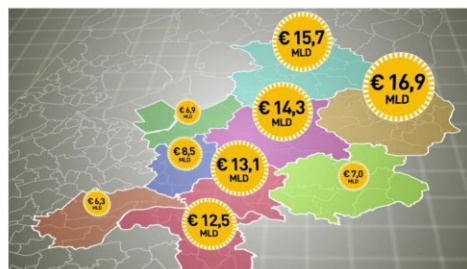 € 15,7
MLD
€ 16,9
MLD
€ 14,3
MLD
€ 6,9
MLD
€ 8,5
MLD
€ 13,1
MLD
€ 7,0
MLD
€ 6,3
MLD
€ 12,5
MLD